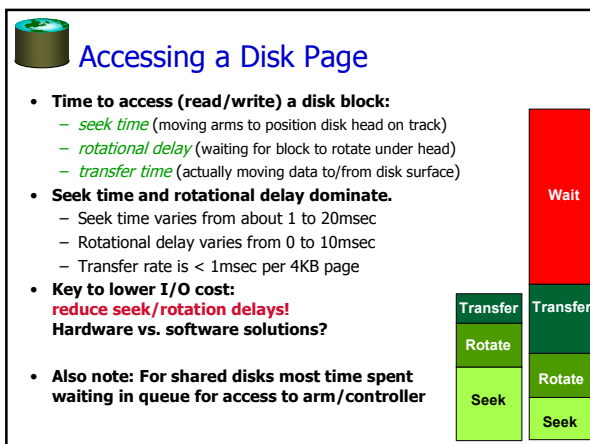 Accessing a Disk Page
• Time to access (read/write) a disk block:
– seek time (moving arms to position disk head on track)
– rotational delay (waiting for block to rotate under head)
– transfer time (actually moving data to/from disk surface)
• Seek time and rotational delay dominate.
– Seek time varies from about 1 to 20msec
– Rotational delay varies from 0 to 10msec
– Transfer rate is < 1msec per 4KB page
• Key to lower I/O cost:
reduce seek/rotation delays!
Hardware vs. software solutions?
• Also note: For shared disks most time spent
waiting in queue for access to arm/controller
Transfer
Rotate
Seek
Wait
Transfer
Rotate
Seek